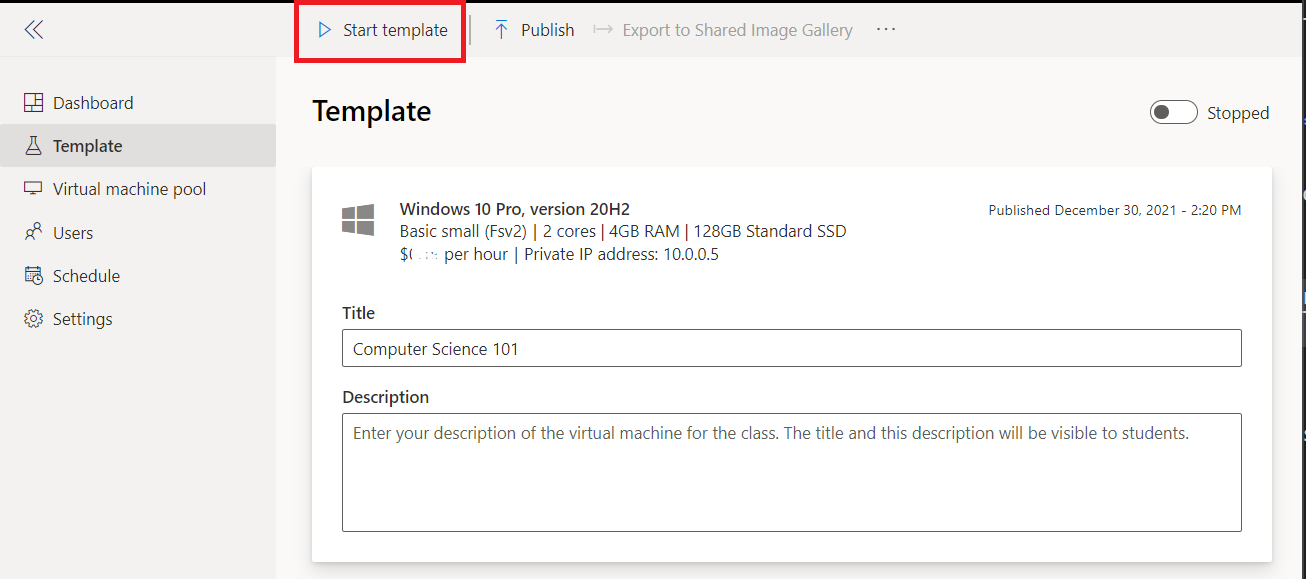 Start template
Publish
Export to Shared Image Gallery
Dashboard
Template
Virtual machine pool
Users
Schedule
Settings
Template
Stopped
Windows 10 Pro, version 20H2
Published December 30, 2021 - 2:20 PM
Basic small (Fsv2) | 2 cores | 4GB RAM | 128GB Standard SSD
per hour | Private IP address: 10.0.0.5
Title
Computer Science 101
Description
Enter your description of the virtual machine for the class. The title and this description will be visible to students.